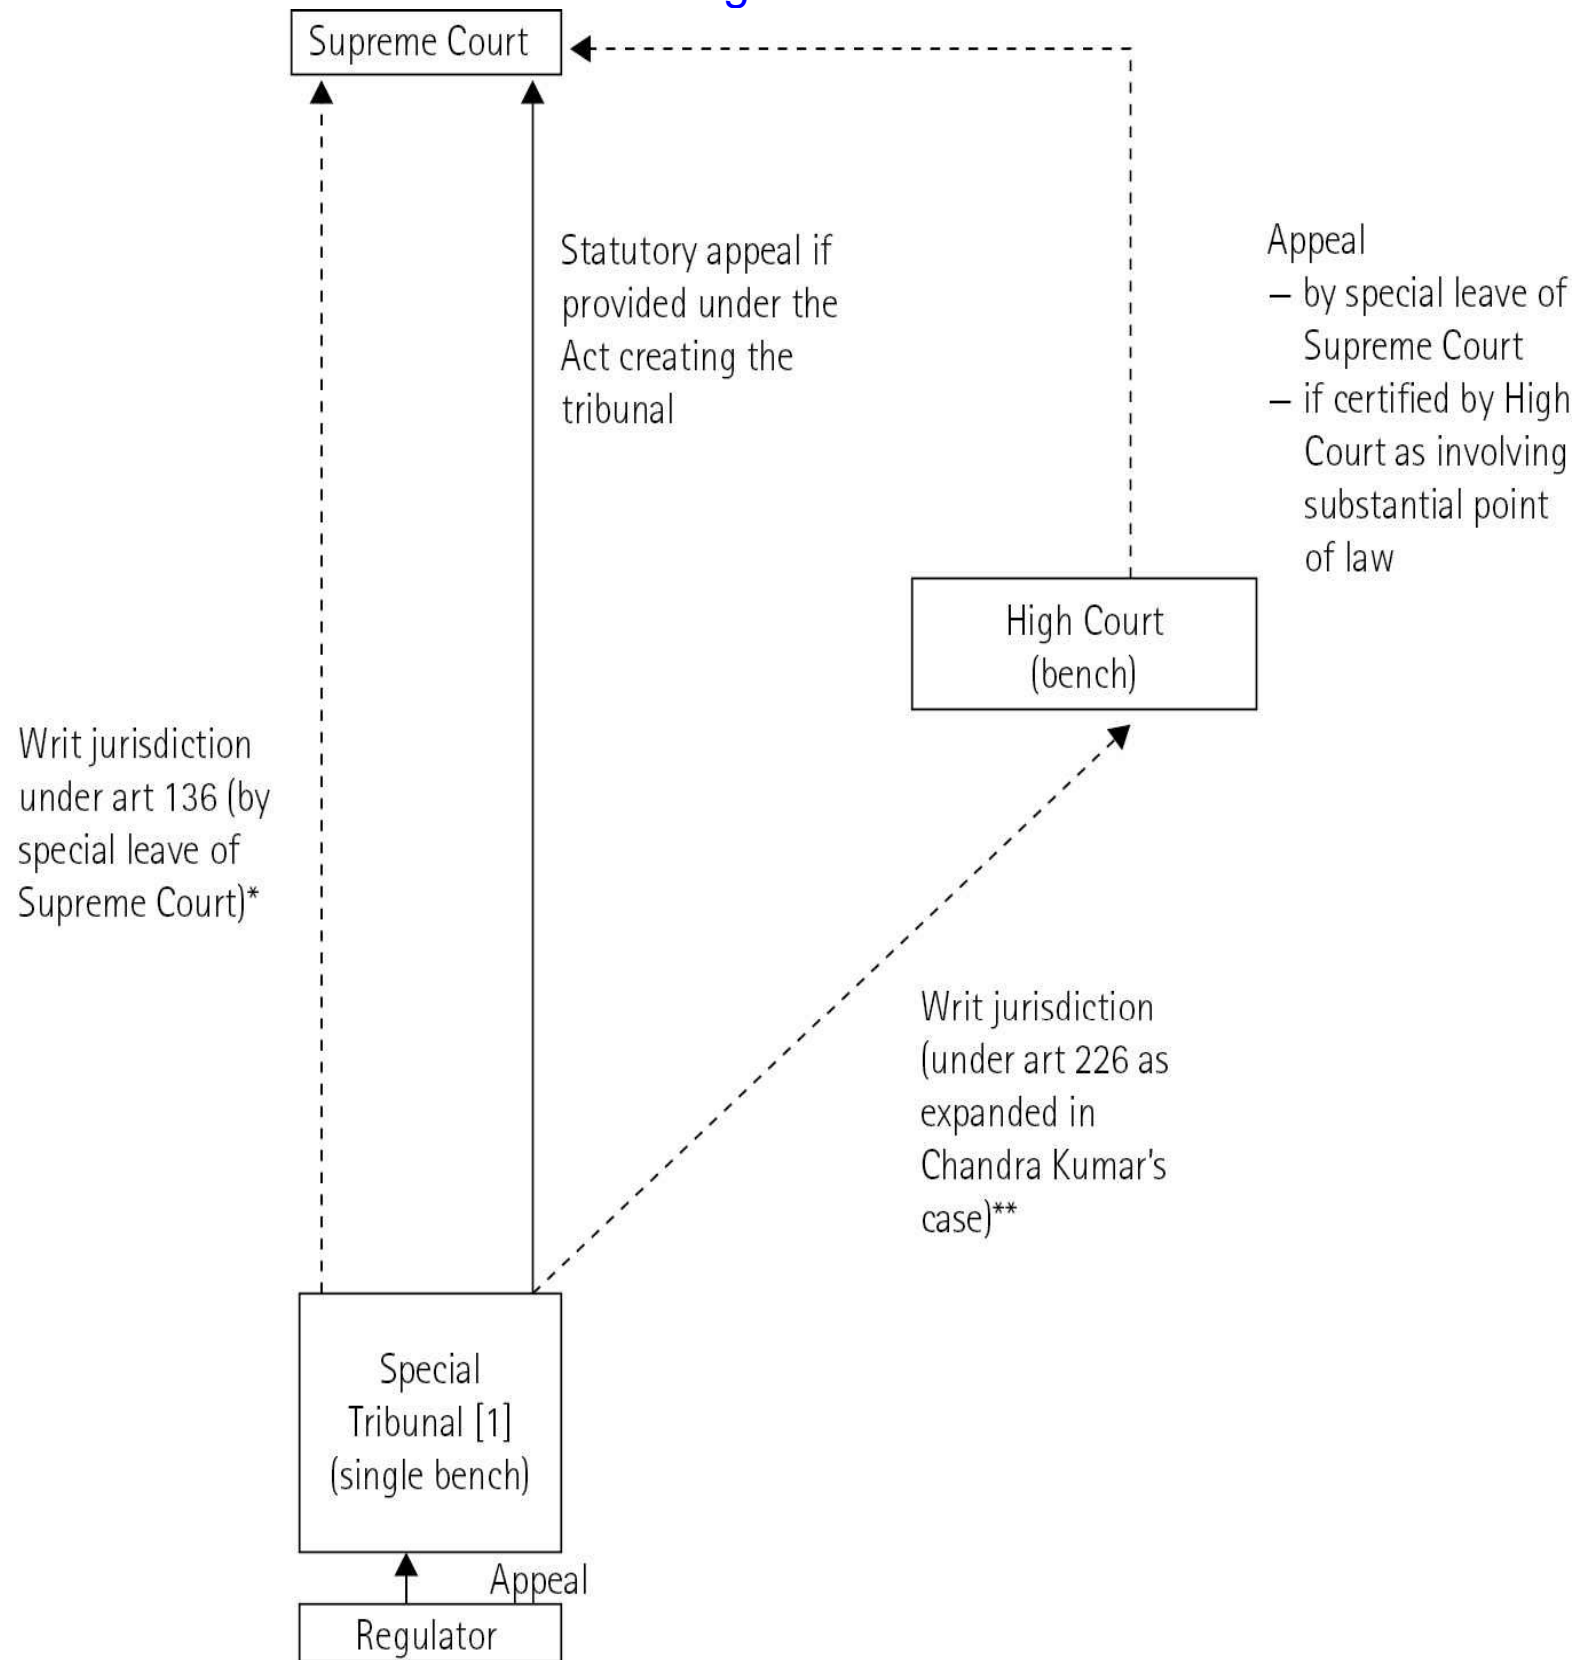 Supreme Court
Statutory appeal if
provided under the
Act creating the
tribunal
Appeal
– by special leave of
Supreme Court
– if certified by High
Court as involving
substantial point
of law
High Court
(bench)
Writ jurisdiction
under art 136 (by
special leave of
Supreme Court)*
Writ jurisdiction
(under art 226 as
expanded in
Chandra Kumar's
case)**
Special
Tribunal [1]
(single bench)
Appeal
Regulator